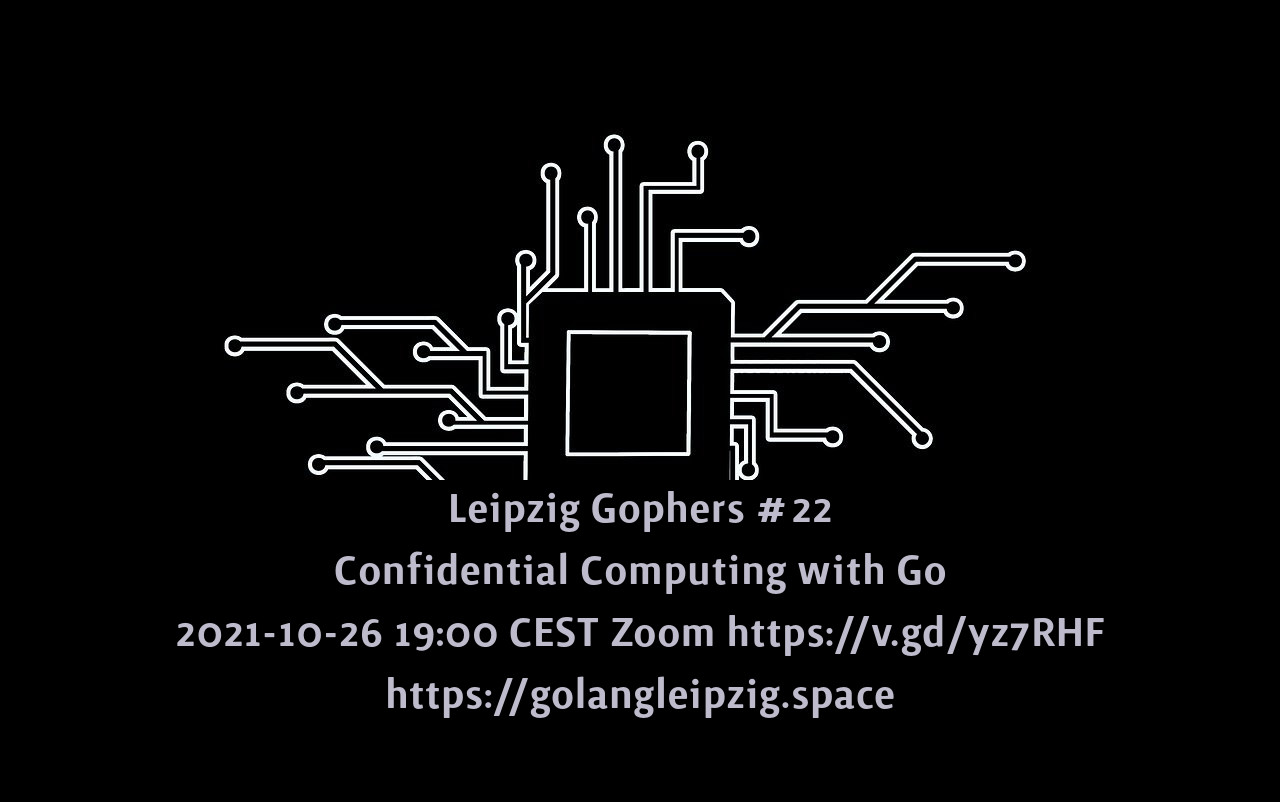 Leipzig Gophers #22
Confidential Computing with Go
2021-10-26 19:00 CEST Zoom https://v.gd/yz7RHF
https://golangleipzig.space